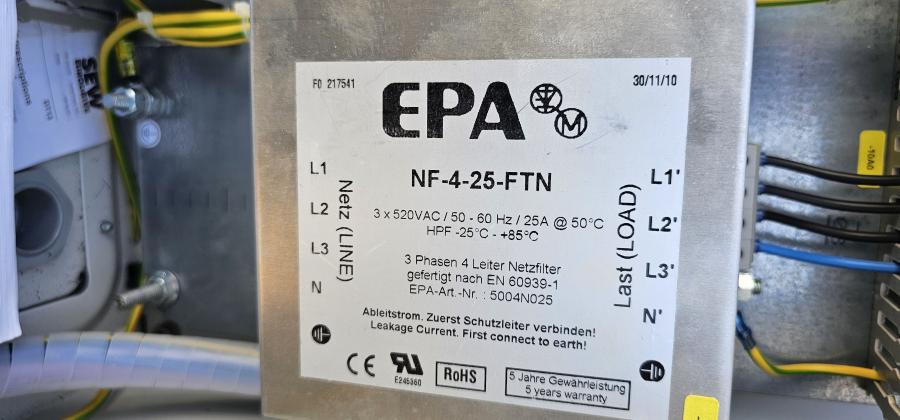 F0 217541
30/11/10
EPA
M
NF-4-25-FTN
L1
L2
L3
N
Netz (LINE)
L1'
L2'
L3'
N'
Last (LOAD)
3 x 520VAC / 50 - 60 Hz / 25A @ 50°C
HPF -25°C - +85°C
3 Phasen 4 Leiter Netzfilter
gefertigt nach EN 60939-1
EPA-Art.-Nr. : 5004N025
Ableitstrom. Zuerst Schutzleiter verbinden!
Leakage Current. First connect to earth!
CE
RU
US
E245360
RoHS
5 Jahre Gewährleistung
5 years warranty
-10A0
SEW